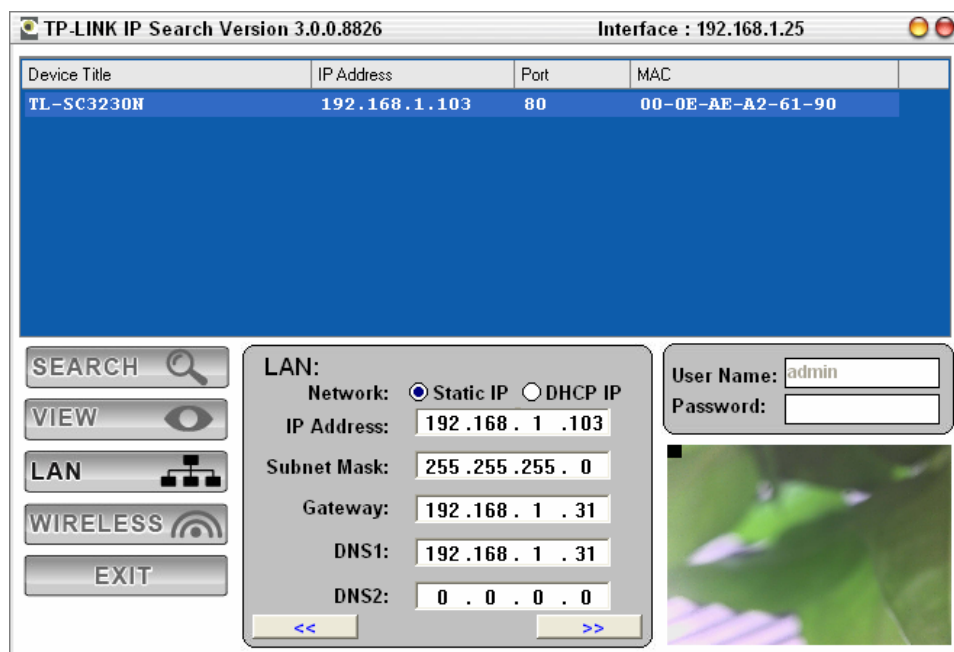 TP-LINK IP Search Version 3.0.0.8826 Interface : 192.168.1.25
Device Title IP Address Port MAC
TL-SC3230N 192.168.1.103 80 00-0E-AE-A2-61-90
SEARCH
VIEW
LAN
WIRELESS
EXIT
LAN:
Network: Static IP DHCP IP
IP Address: 192 .168 . 1 .103
Subnet Mask: 255 .255 .255 . 0
Gateway: 192 .168 . 1 . 31
DNS1: 192 .168 . 1 . 31
DNS2: 0 . 0 . 0 . 0
<< >>
User Name: admin
Password: